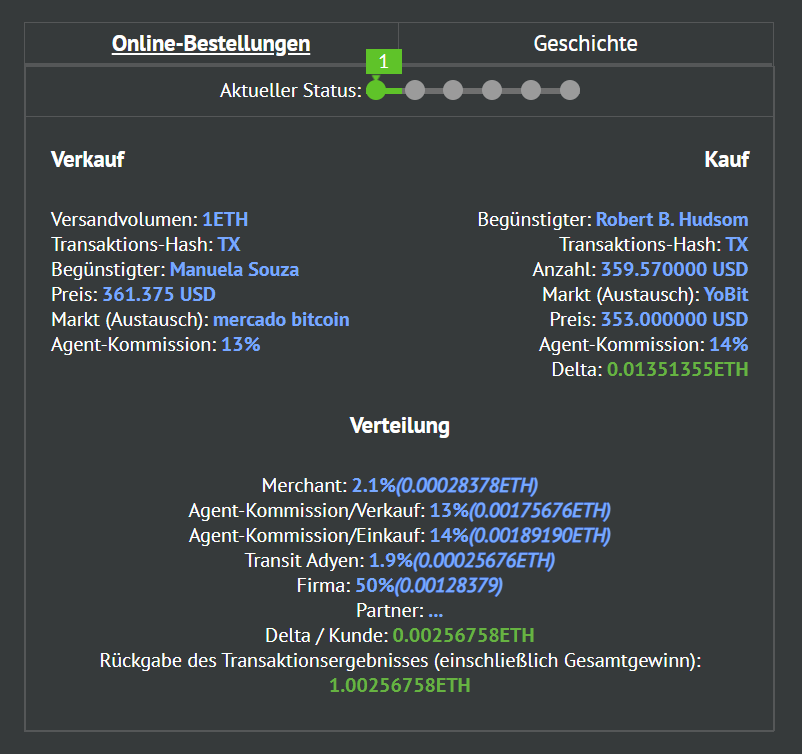 Online-Bestellungen
Geschichte
1
Aktueller Status:
Verkauf
Kauf
Versandvolumen: 1ETH
Transaktions-Hash: TX
Begünstigter: Manuela Souza
Preis: 361.375 USD
Markt (Austausch): mercado bitcoin
Agent-Kommission: 13%
Begünstigter: Robert B. Hudsom
Transaktions-Hash: TX
Anzahl: 359.570000 USD
Markt (Austausch): YoBit
Preis: 353.000000 USD
Agent-Kommission: 14%
Delta: 0.01351355ETH
Verteilung
Merchant: 2.1%(0.00028378ETH)
Agent-Kommission/Verkauf: 13%(0.00175676ETH)
Agent-Kommission/Einkauf: 14%(0.00189190ETH)
Transit Adyen: 1.9%(0.00025676ETH)
Firma: 50%(0.00128379)
Partner: ...
Delta / Kunde: 0.00256758ETH
Rückgabe des Transaktionsergebnisses (einschließlich Gesamtgewinn):
1.00256758ETH